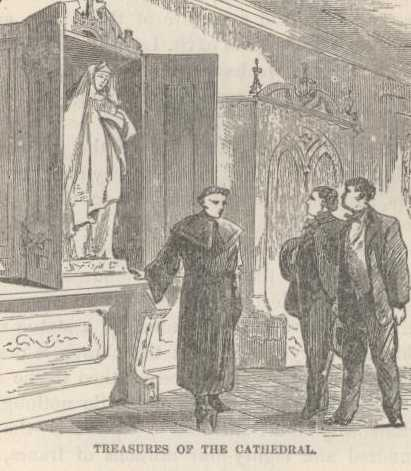 TREASURES OF THE CATHEDRAL.